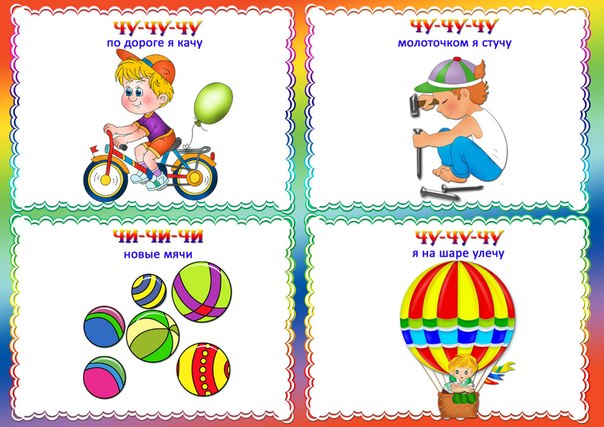 ЧУ-ЧУ-ЧУ
по дороге я качу
ЧУ-ЧУ-ЧУ
молоточком я стучу
ЧИ-ЧИ-ЧИ
новые мячи
ЧУ-ЧУ-ЧУ
я на шаре улечу